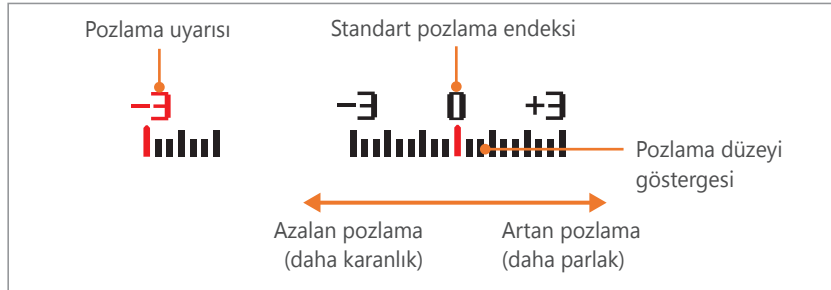 Pozlama uyarısı
Standart pozlama endeksi
-3
-3 0 +3
Pozlama düzeyi
göstergesi
Azalan pozlama
(daha karanlık)
Artan pozlama
(daha parlak)